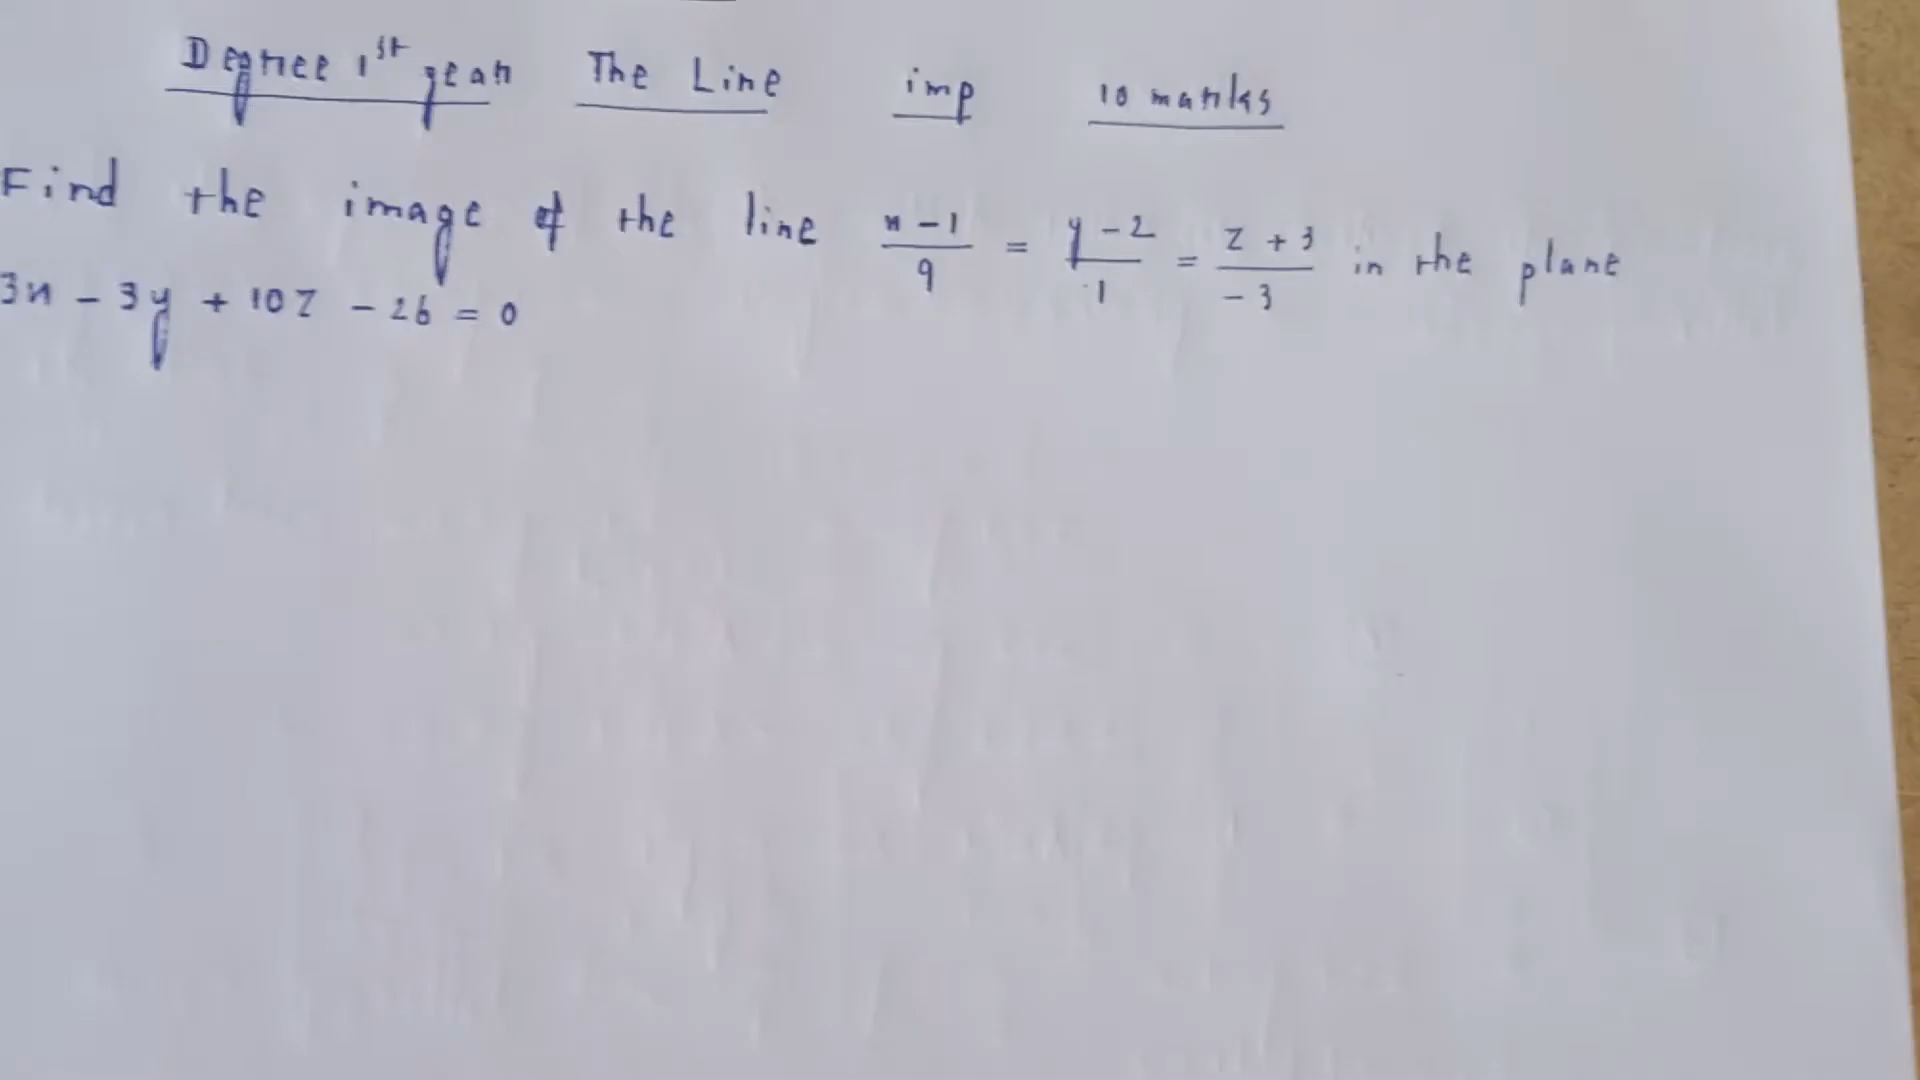 Degree 1st year The Line imp 10 marks
Find the image of the line x-1/9 = y-2/1 = z+3/-3 in the plane
3x - 3y + 10z - 26 = 0